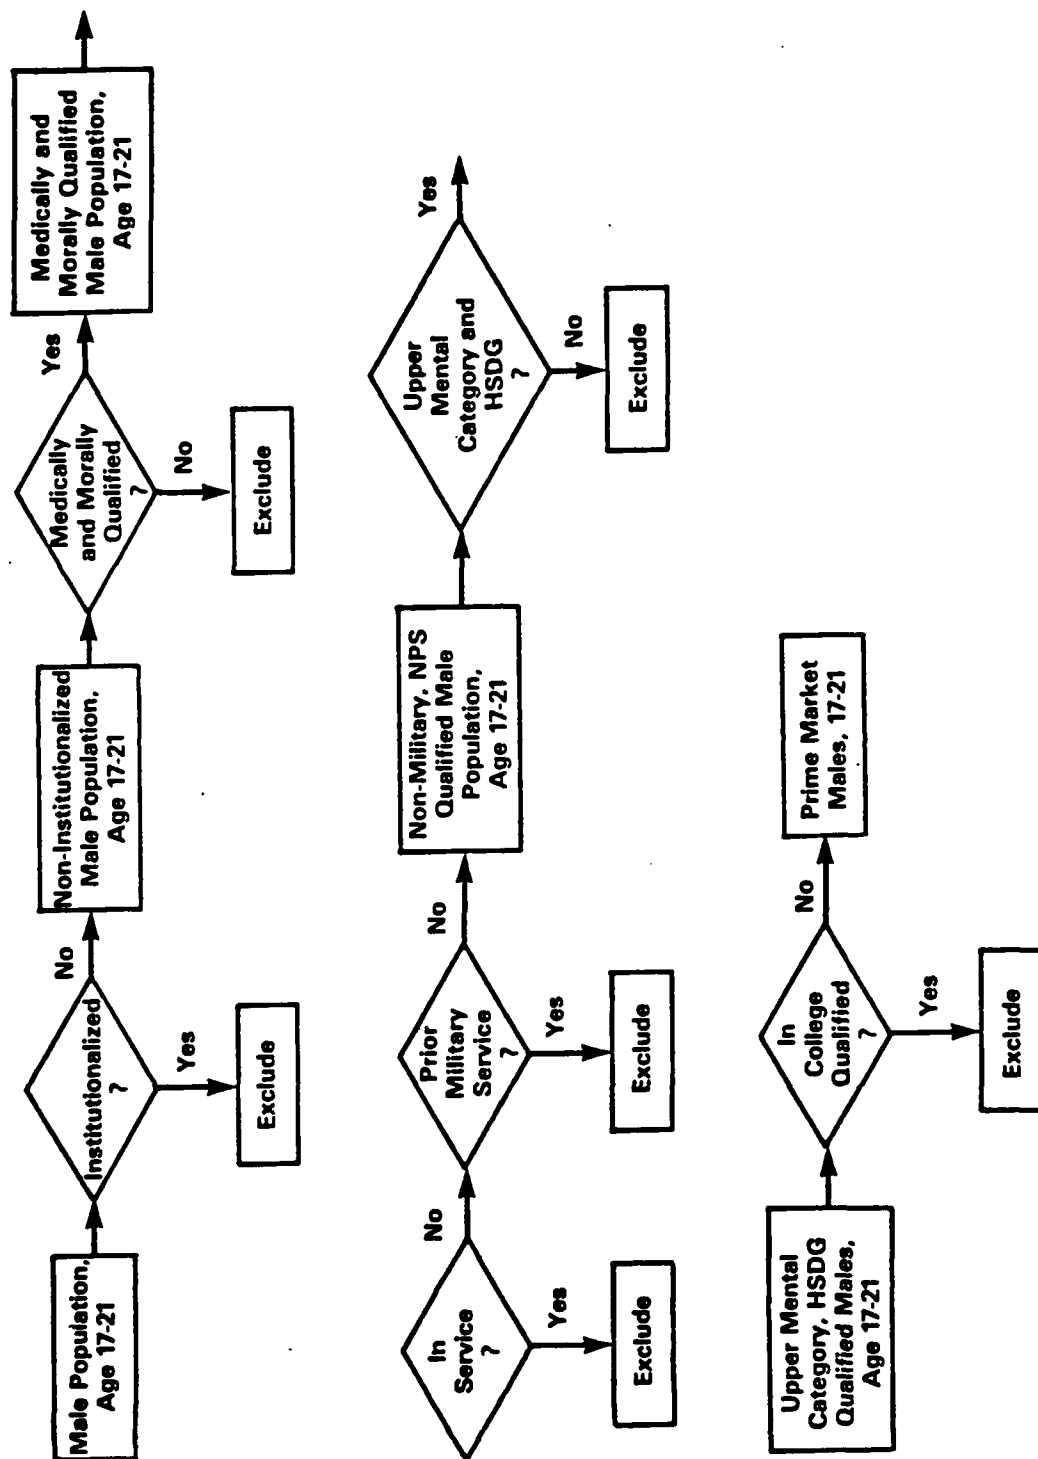 Male Population,
Age 17-21
Institutionalized
?
Yes
Exclude
No
Non-Institutionalized
Male Population,
Age 17-21
Medically
and Morally
Qualified
?
No
Exclude
Yes
Medically and
Morally Qualified
Male Population,
Age 17-21
In
Service
?
Yes
Exclude
No
Prior
Military
Service
?
Yes
Exclude
No
Non-Military, NPS
Qualified Male
Population,
Age 17-21
Upper
Mental
Category and
HSDG
?
No
Exclude
Yes
Upper Mental
Category, HSDG
Qualified Males,
Age 17-21
In
College
Qualified
?
Yes
Exclude
No
Prime Market
Males, 17-21